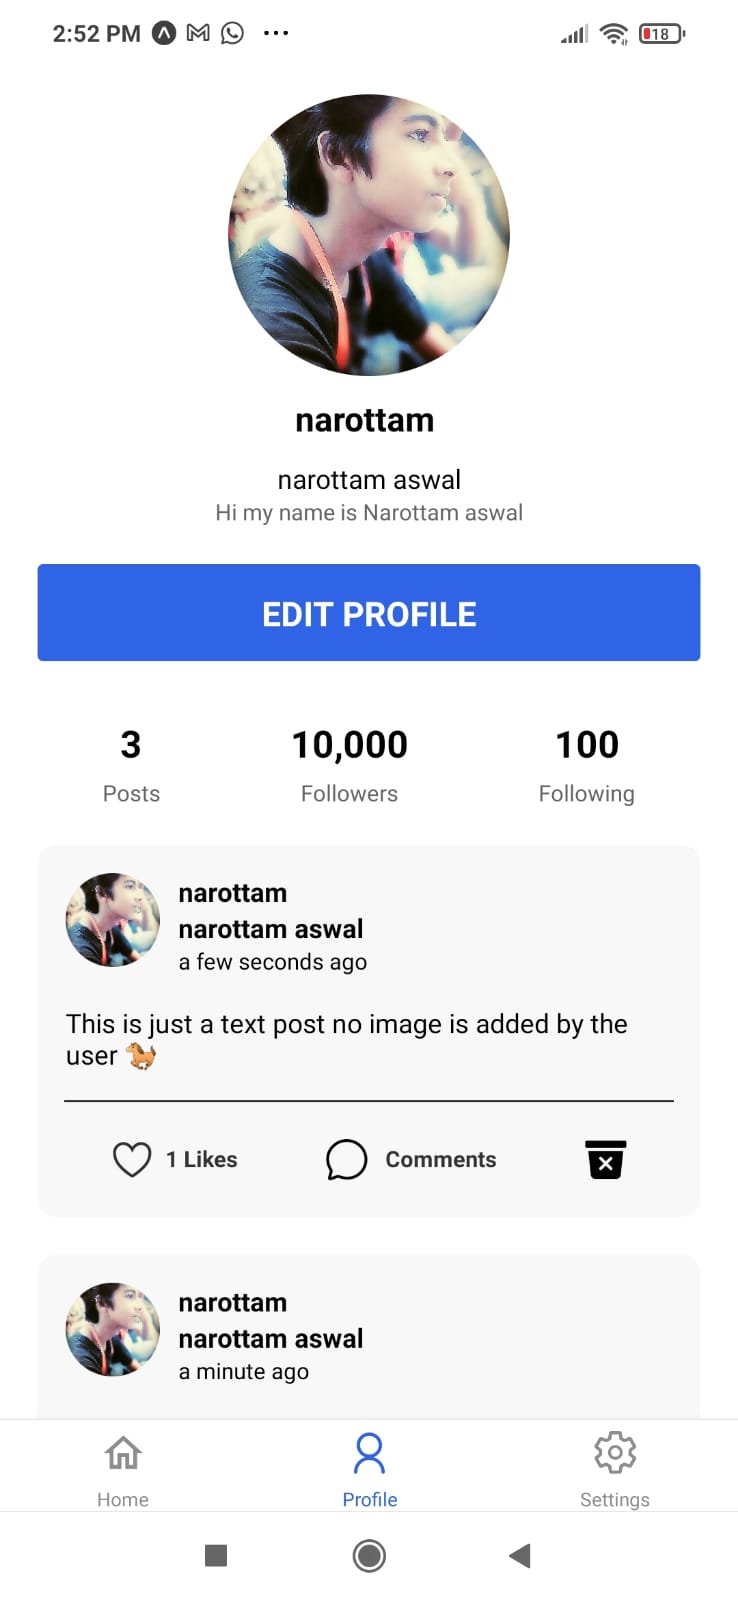 2:52 PM
18
narottam
narottam aswal
Hi my name is Narottam aswal
EDIT PROFILE
3 10,000 100
Posts Followers Following
narottam
narottam aswal
a few seconds ago
This is just a text post no image is added by the
user 🐎
1 Likes Comments
narottam
narottam aswal
a minute ago
Home Profile Settings